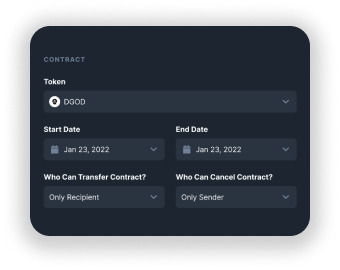 CONTRACT
Token
DGOD
Start Date End Date
Jan 23, 2022 Jan 23, 2022
Who Can Transfer Contract? Who Can Cancel Contract?
Only Recipient Only Sender